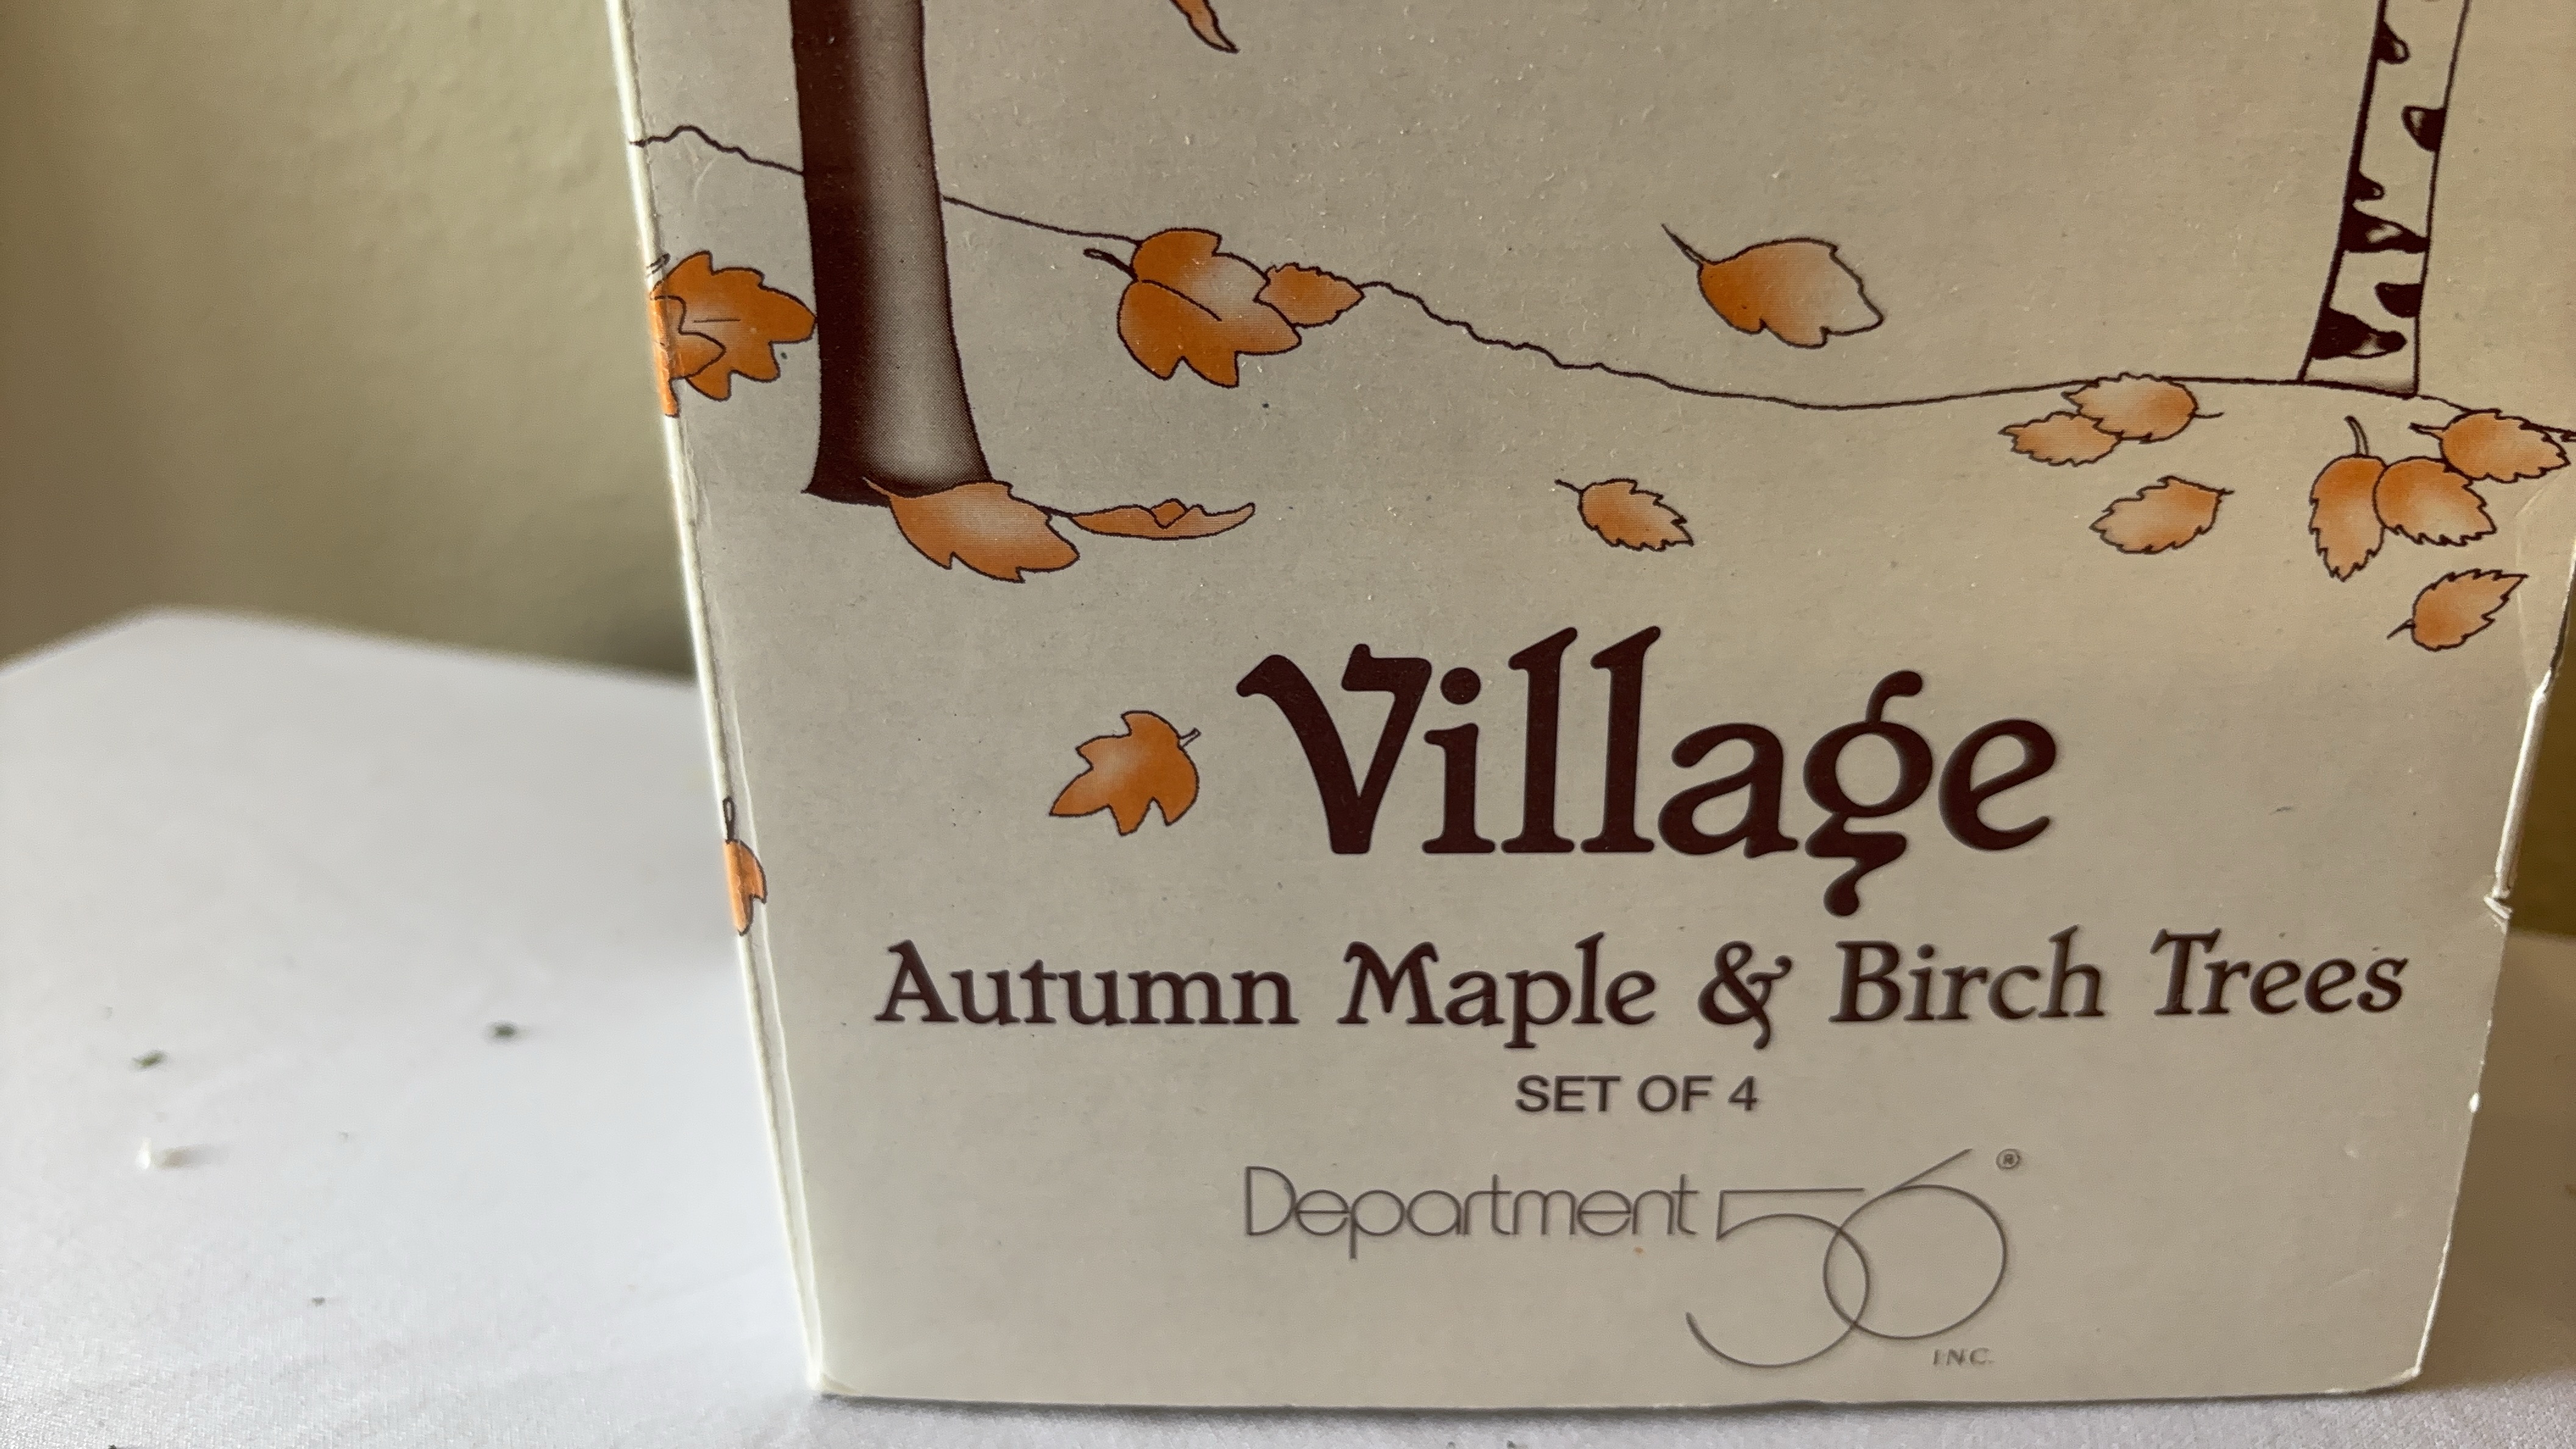 Village
Autumn Maple & Birch Trees
SET OF 4
Department 56®
INC.